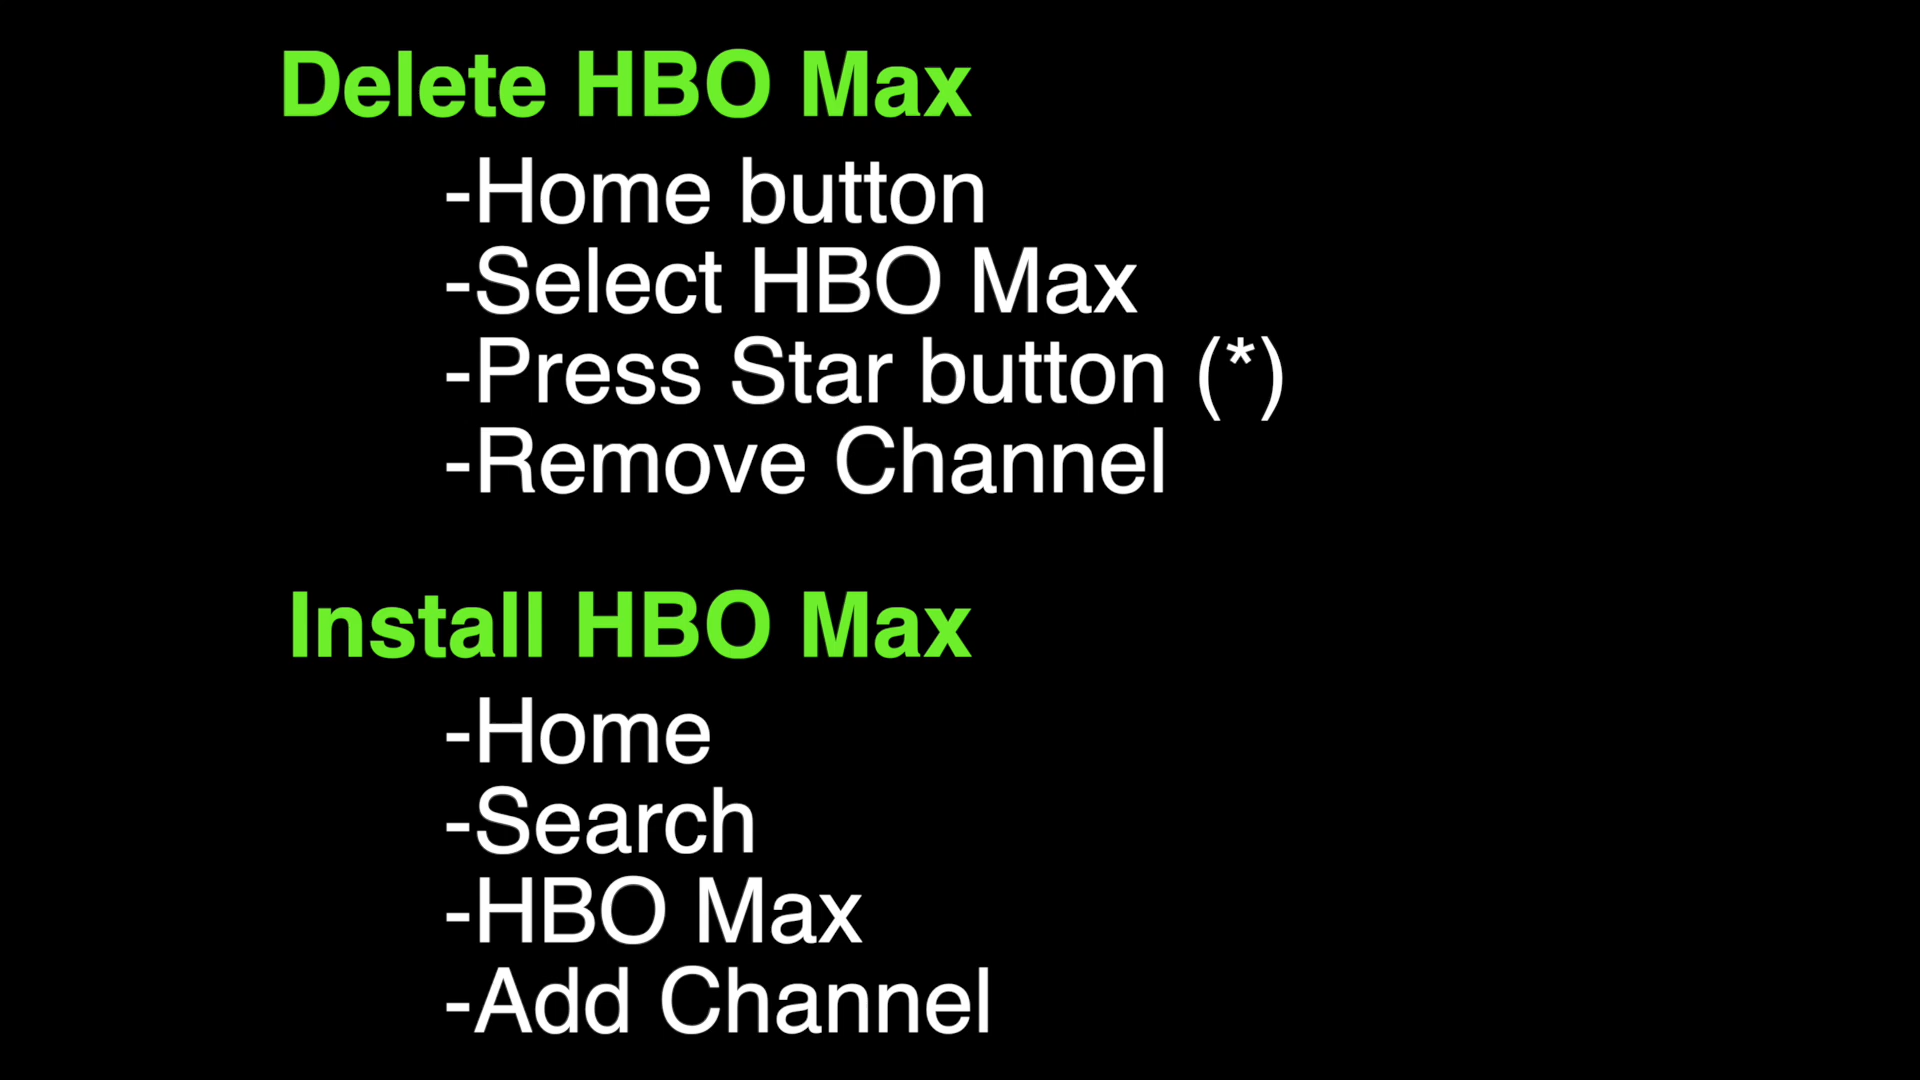 Delete HBO Max
-Home button
-Select HBO Max
-Press Star button (*)
-Remove Channel
Install HBO Max
-Home
-Search
-HBO Max
-Add Channel